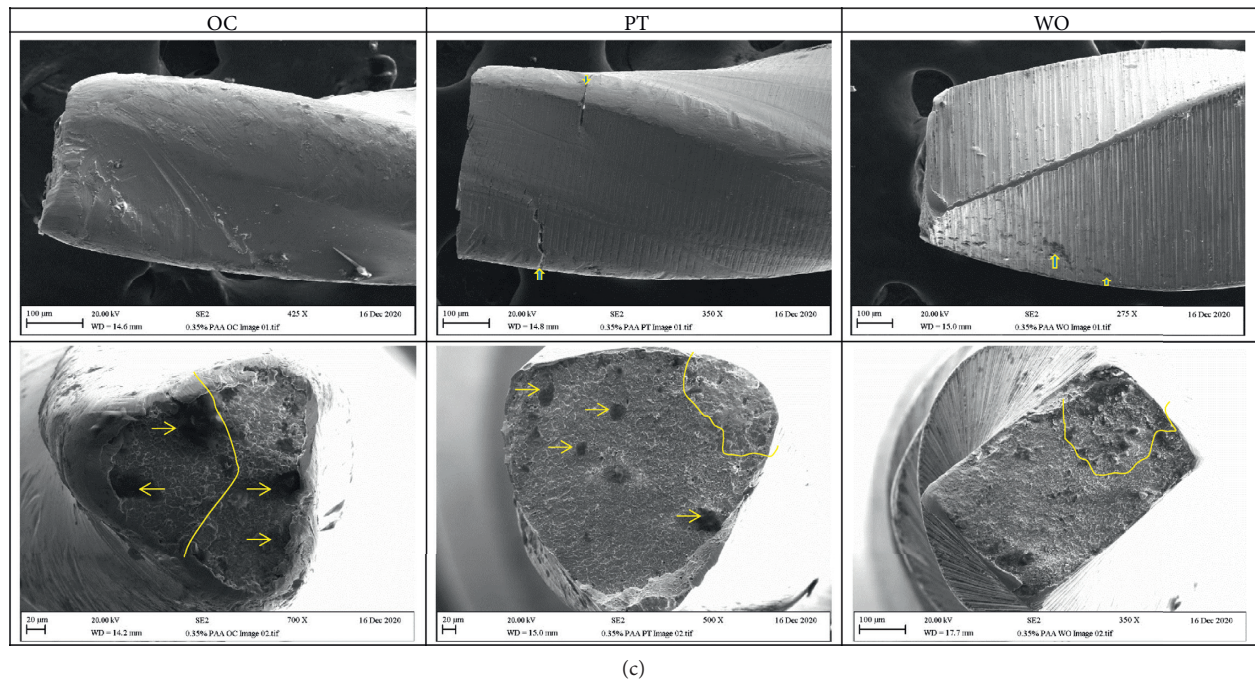 OC PT WO
100 µm 20.00 kV SE2 425 X 16 Dec 2020
WD = 14.6 mm 0.35% PAA OC Image 01.tif
100 µm 20.00 kV SE2 350 X 16 Dec 2020
WD = 14.8 mm 0.35% PAA PT Image 01.tif
100 µm 20.00 kV SE2 275 X 16 Dec 2020
WD = 15.0 mm 0.35% PAA WO Image 01.tif
20 µm 20.00 kV SE2 700 X 16 Dec 2020
WD = 14.2 mm 0.35% PAA OC Image 02.tif
20 µm 20.00 kV SE2 500 X 16 Dec 2020
WD = 15.0 mm 0.35% PAA PT Image 02.tif
100 µm 20.00 kV SE2 350 X 16 Dec 2020
WD = 17.7 mm 0.35% PAA WO Image 02.tif
(c)